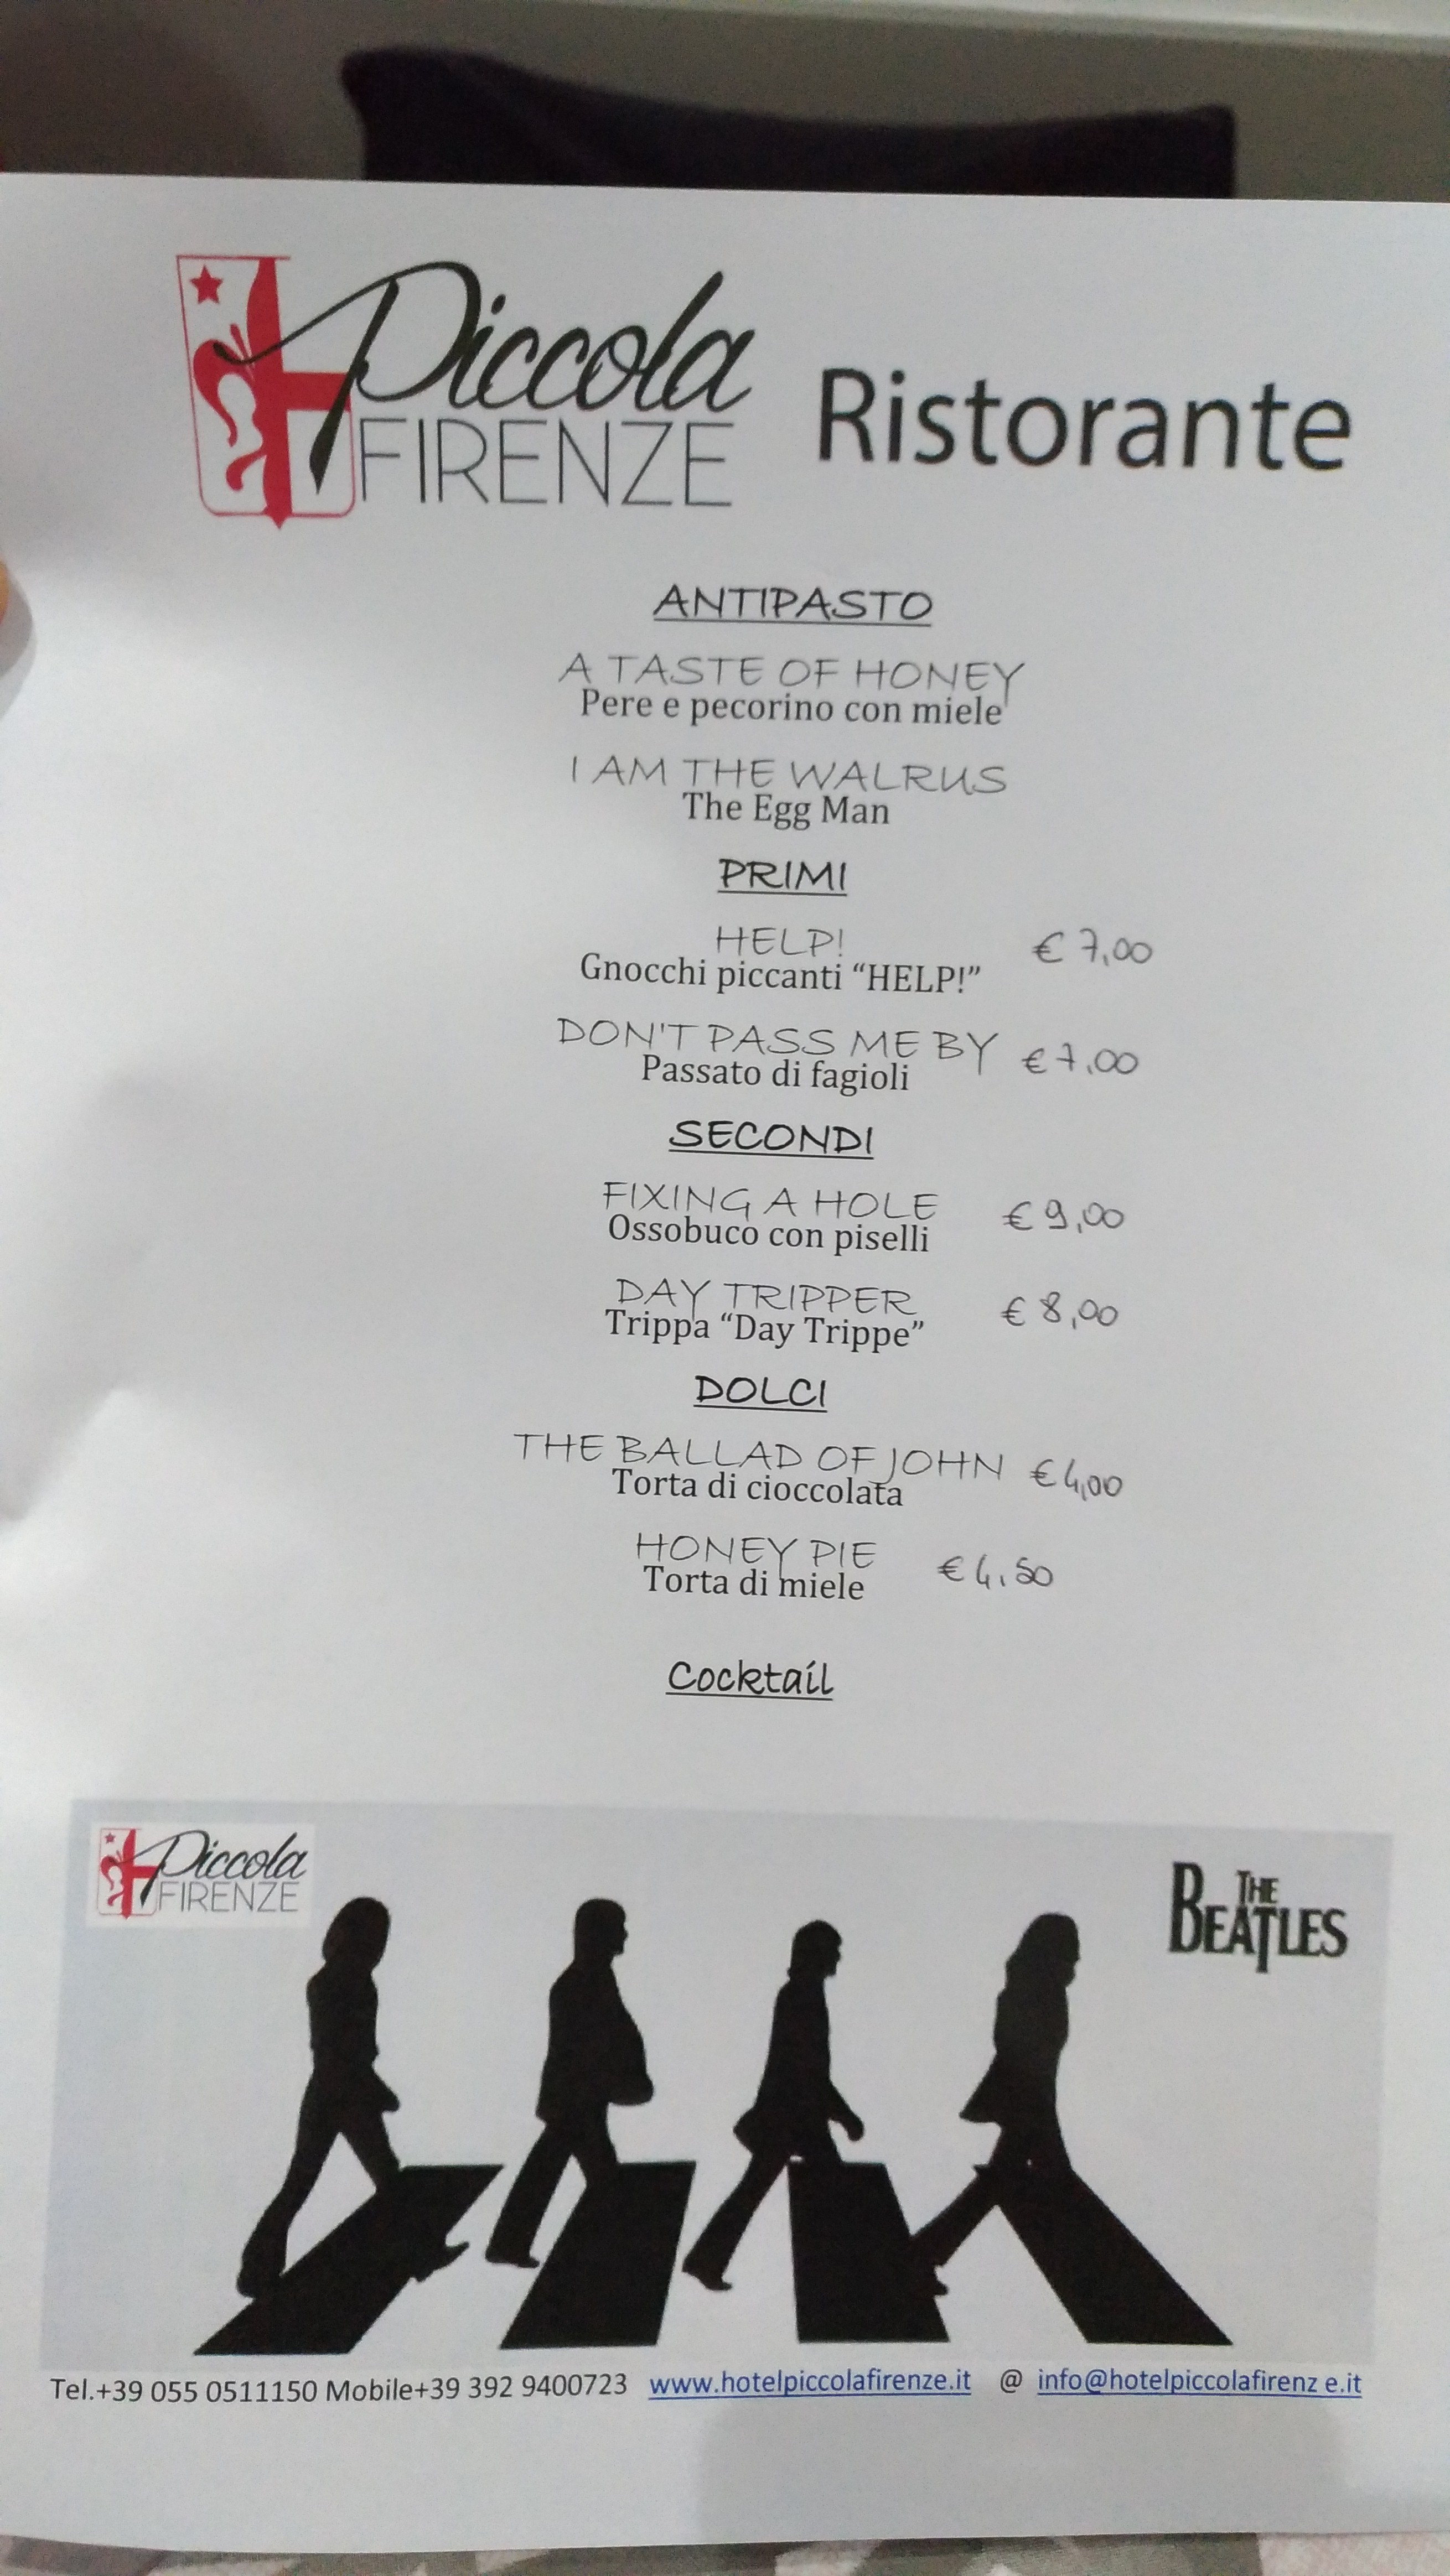 Piccola
FIRENZE Ristorante
ANTIPASTO
A TASTE OF HONEY
Pere e pecorino con miele
I AM THE WALRUS
The Egg Man
PRIMI
HELP! € 7,00
Gnocchi piccanti “HELP!”
DON'T PASS ME BY € 7,00
Passato di fagioli
SECONDI
FIXING A HOLE € 9,00
Ossobuco con piselli
DAY TRIPPER € 8,00
Trippa “Day Trippe”
DOLCI
THE BALLAD OF JOHN € 4,00
Torta di cioccolata
HONEY PIE € 4,50
Torta di miele
Cocktail
Piccola
FIRENZE
THE
BEATLES
Tel.+39 055 0511150 Mobile+39 392 9400723 www.hotelpiccolafirenze.it @ info@hotelpiccolafirenz e.it